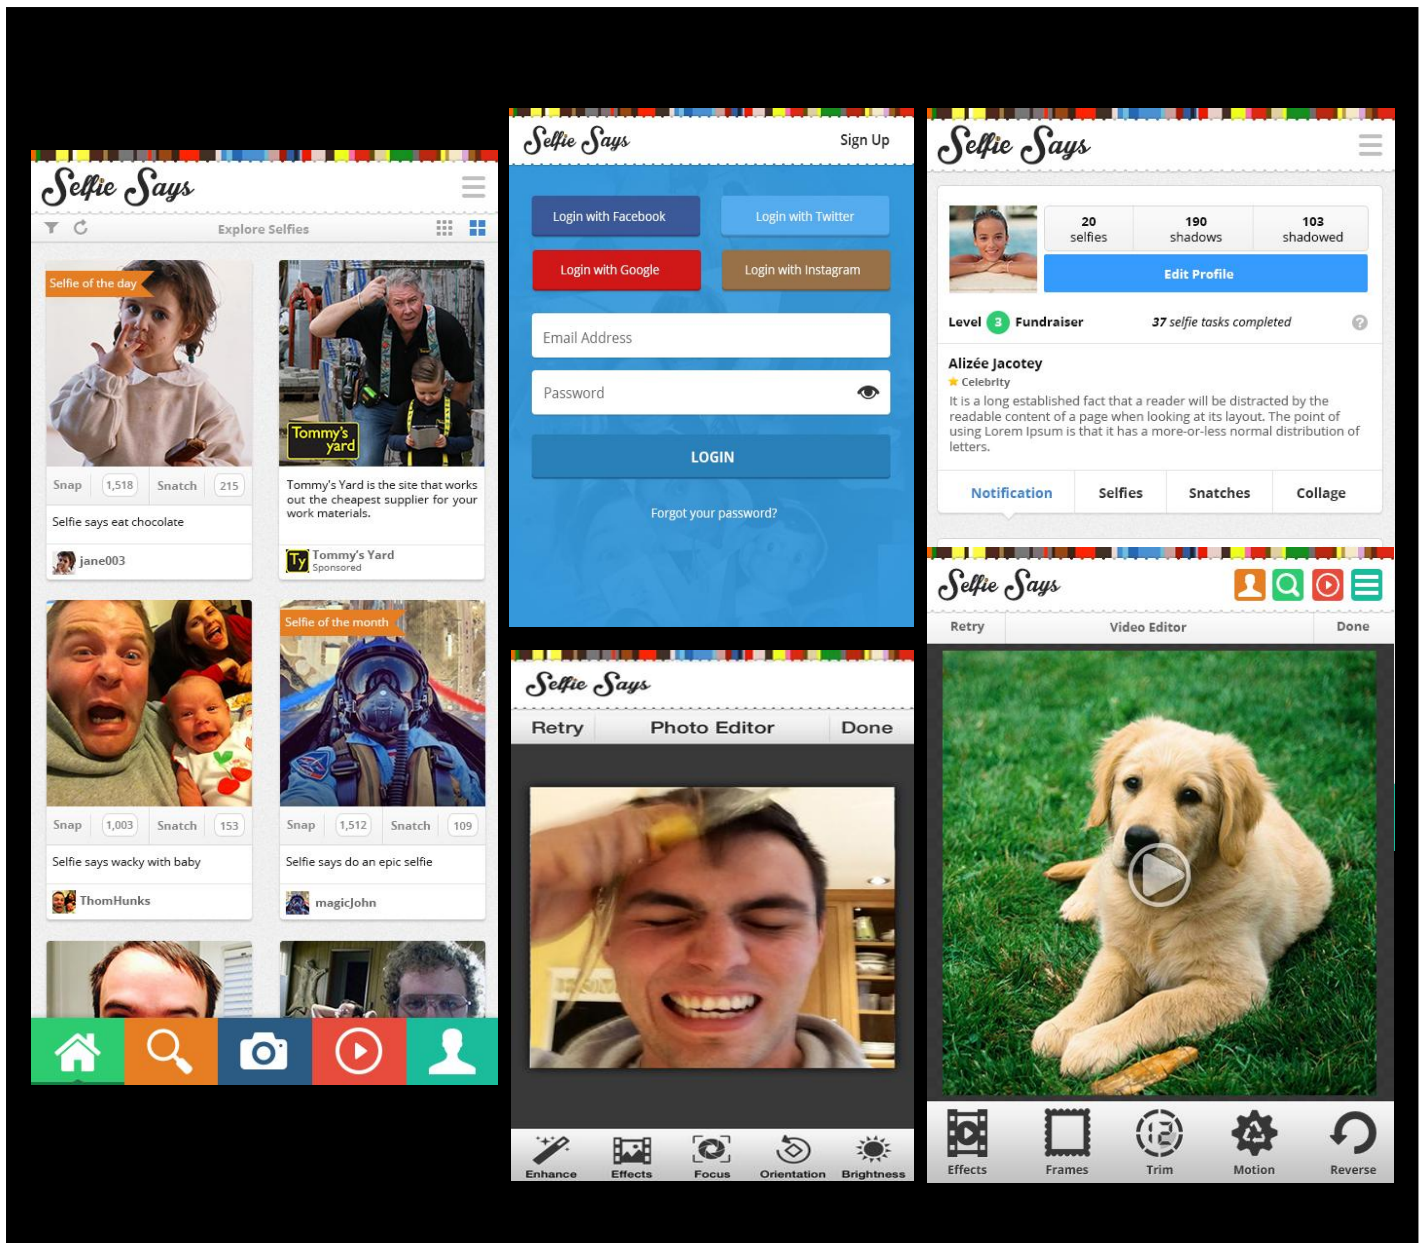 Selfie Says
Explore Selfies
Selfie of the day
Snap 1,518 Snatch 215
Selfie says eat chocolate
jane003
Tommy's
yard
Tommy's Yard is the site that works
out the cheapest supplier for your
work materials.
Ty Tommy's Yard
Sponsored
Snap 1,003 Snatch 153
Selfie says wacky with baby
ThomHunks
Selfie of the month
Snap 1,512 Snatch 109
Selfie says do an epic selfie
magicJohn
Selfie Says Sign Up
Login with Facebook Login with Twitter
Login with Google Login with Instagram
Email Address
Password
LOGIN
Forgot your password?
Selfie Says
Retry Photo Editor Done
Enhance Effects Focus Orientation Brightness
Selfie Says
20 190 103
selfies shadows shadowed
Edit Profile
Level 3 Fundraiser 37 selfie tasks completed ?
Alizée Jacotey
Celebrity
It is a long established fact that a reader will be distracted by the
readable content of a page when looking at its layout. The point of
using Lorem Ipsum is that it has a more-or-less normal distribution of
letters.
Notification Selfies Snatches Collage
Selfie Says
Retry Video Editor Done
Effects Frames Trim Motion Reverse